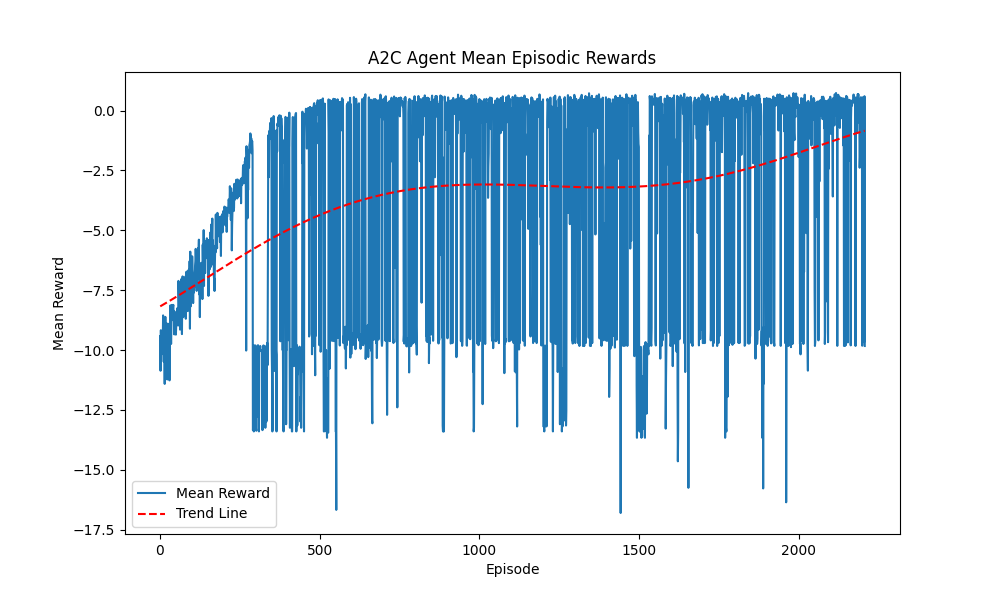 A2C Agent Mean Episodic Rewards
Mean Reward
0.0
−2.5
−5.0
−7.5
−10.0
−12.5
−15.0
−17.5
Mean Reward
Trend Line
0
500
1000
1500
2000
Episode